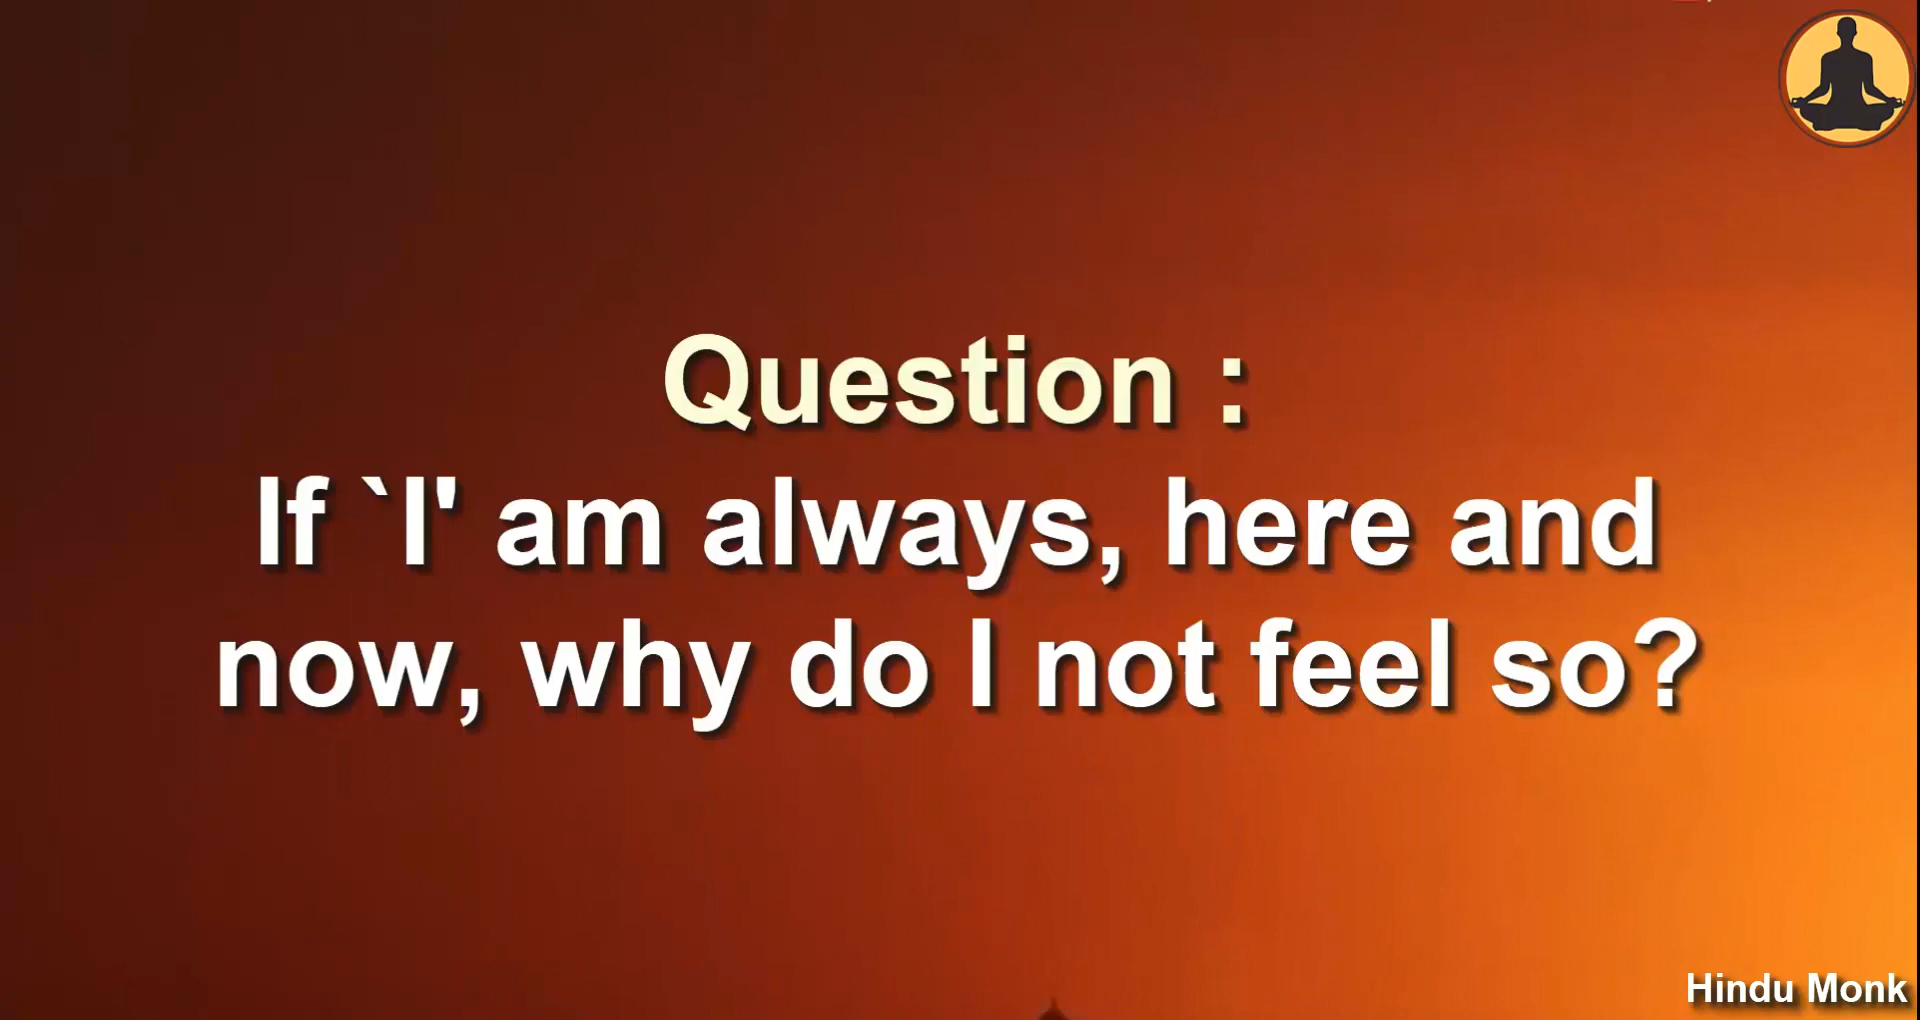 Question :
If `I' am always, here and
now, why do I not feel so?
Hindu Monk